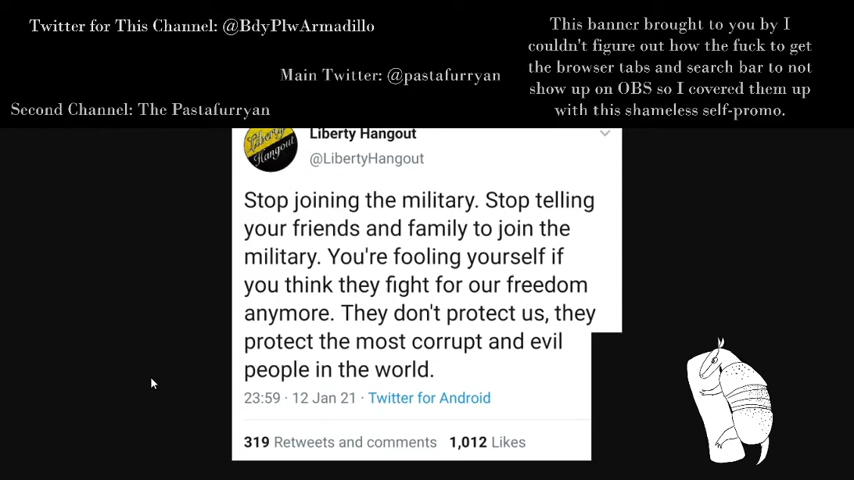 Twitter for This Channel: @BdyPlwArmadillo
Main Twitter: @pastafurryan
Second Channel: The Pastafurryan
This banner brought to you by I
couldn't figure out how the fuck to get
the browser tabs and search bar to not
show up on OBS so I covered them up
with this shameless self-promo.
Liberty
Hangout
Liberty Hangout
@LibertyHangout
Stop joining the military. Stop telling
your friends and family to join the
military. You're fooling yourself if
you think they fight for our freedom
anymore. They don't protect us, they
protect the most corrupt and evil
people in the world.
23:59 · 12 Jan 21 · Twitter for Android
319 Retweets and comments 1,012 Likes